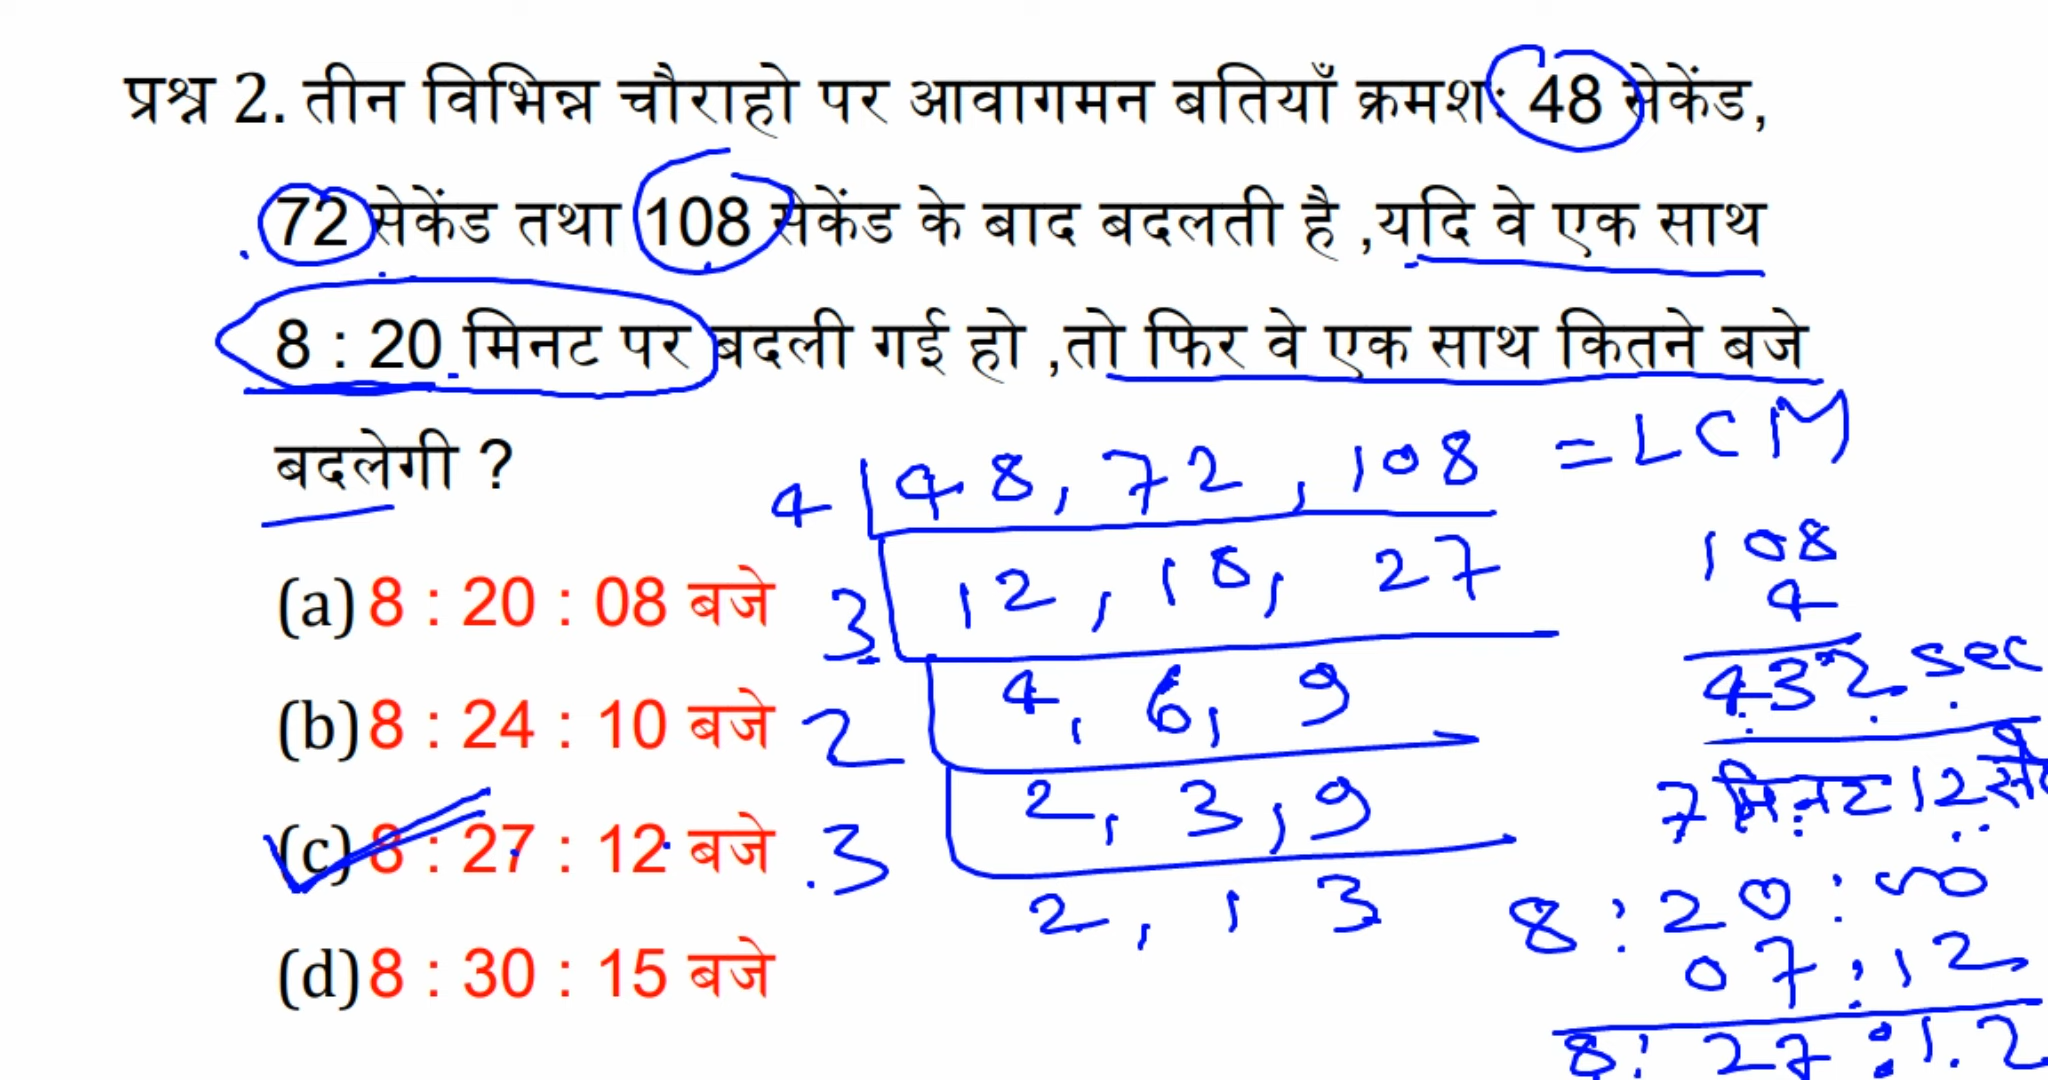 प्रश्न 2. तीन विभिन्न चौराहो पर आवागमन बतियाँ क्रमशः 48 सेकेंड,
72 सेकेंड तथा 108 सेकेंड के बाद बदलती है ,यदि वे एक साथ
8 : 20 मिनट पर बदली गई हो ,तो फिर वे एक साथ कितने बजे
बदलेगी ?
4 48, 72, 108 = LCM
3 12, 18, 27
2 4, 6, 9
3 2, 3, 9
2, 1 3
(a) 8 : 20 : 08 बजे
(b) 8 : 24 : 10 बजे
(c) 8 : 27 : 12 बजे
(d) 8 : 30 : 15 बजे
108
4
432 sec
7 मिनट 12 से
8 : 20 : 00
07 : 12
8 : 27 : 12